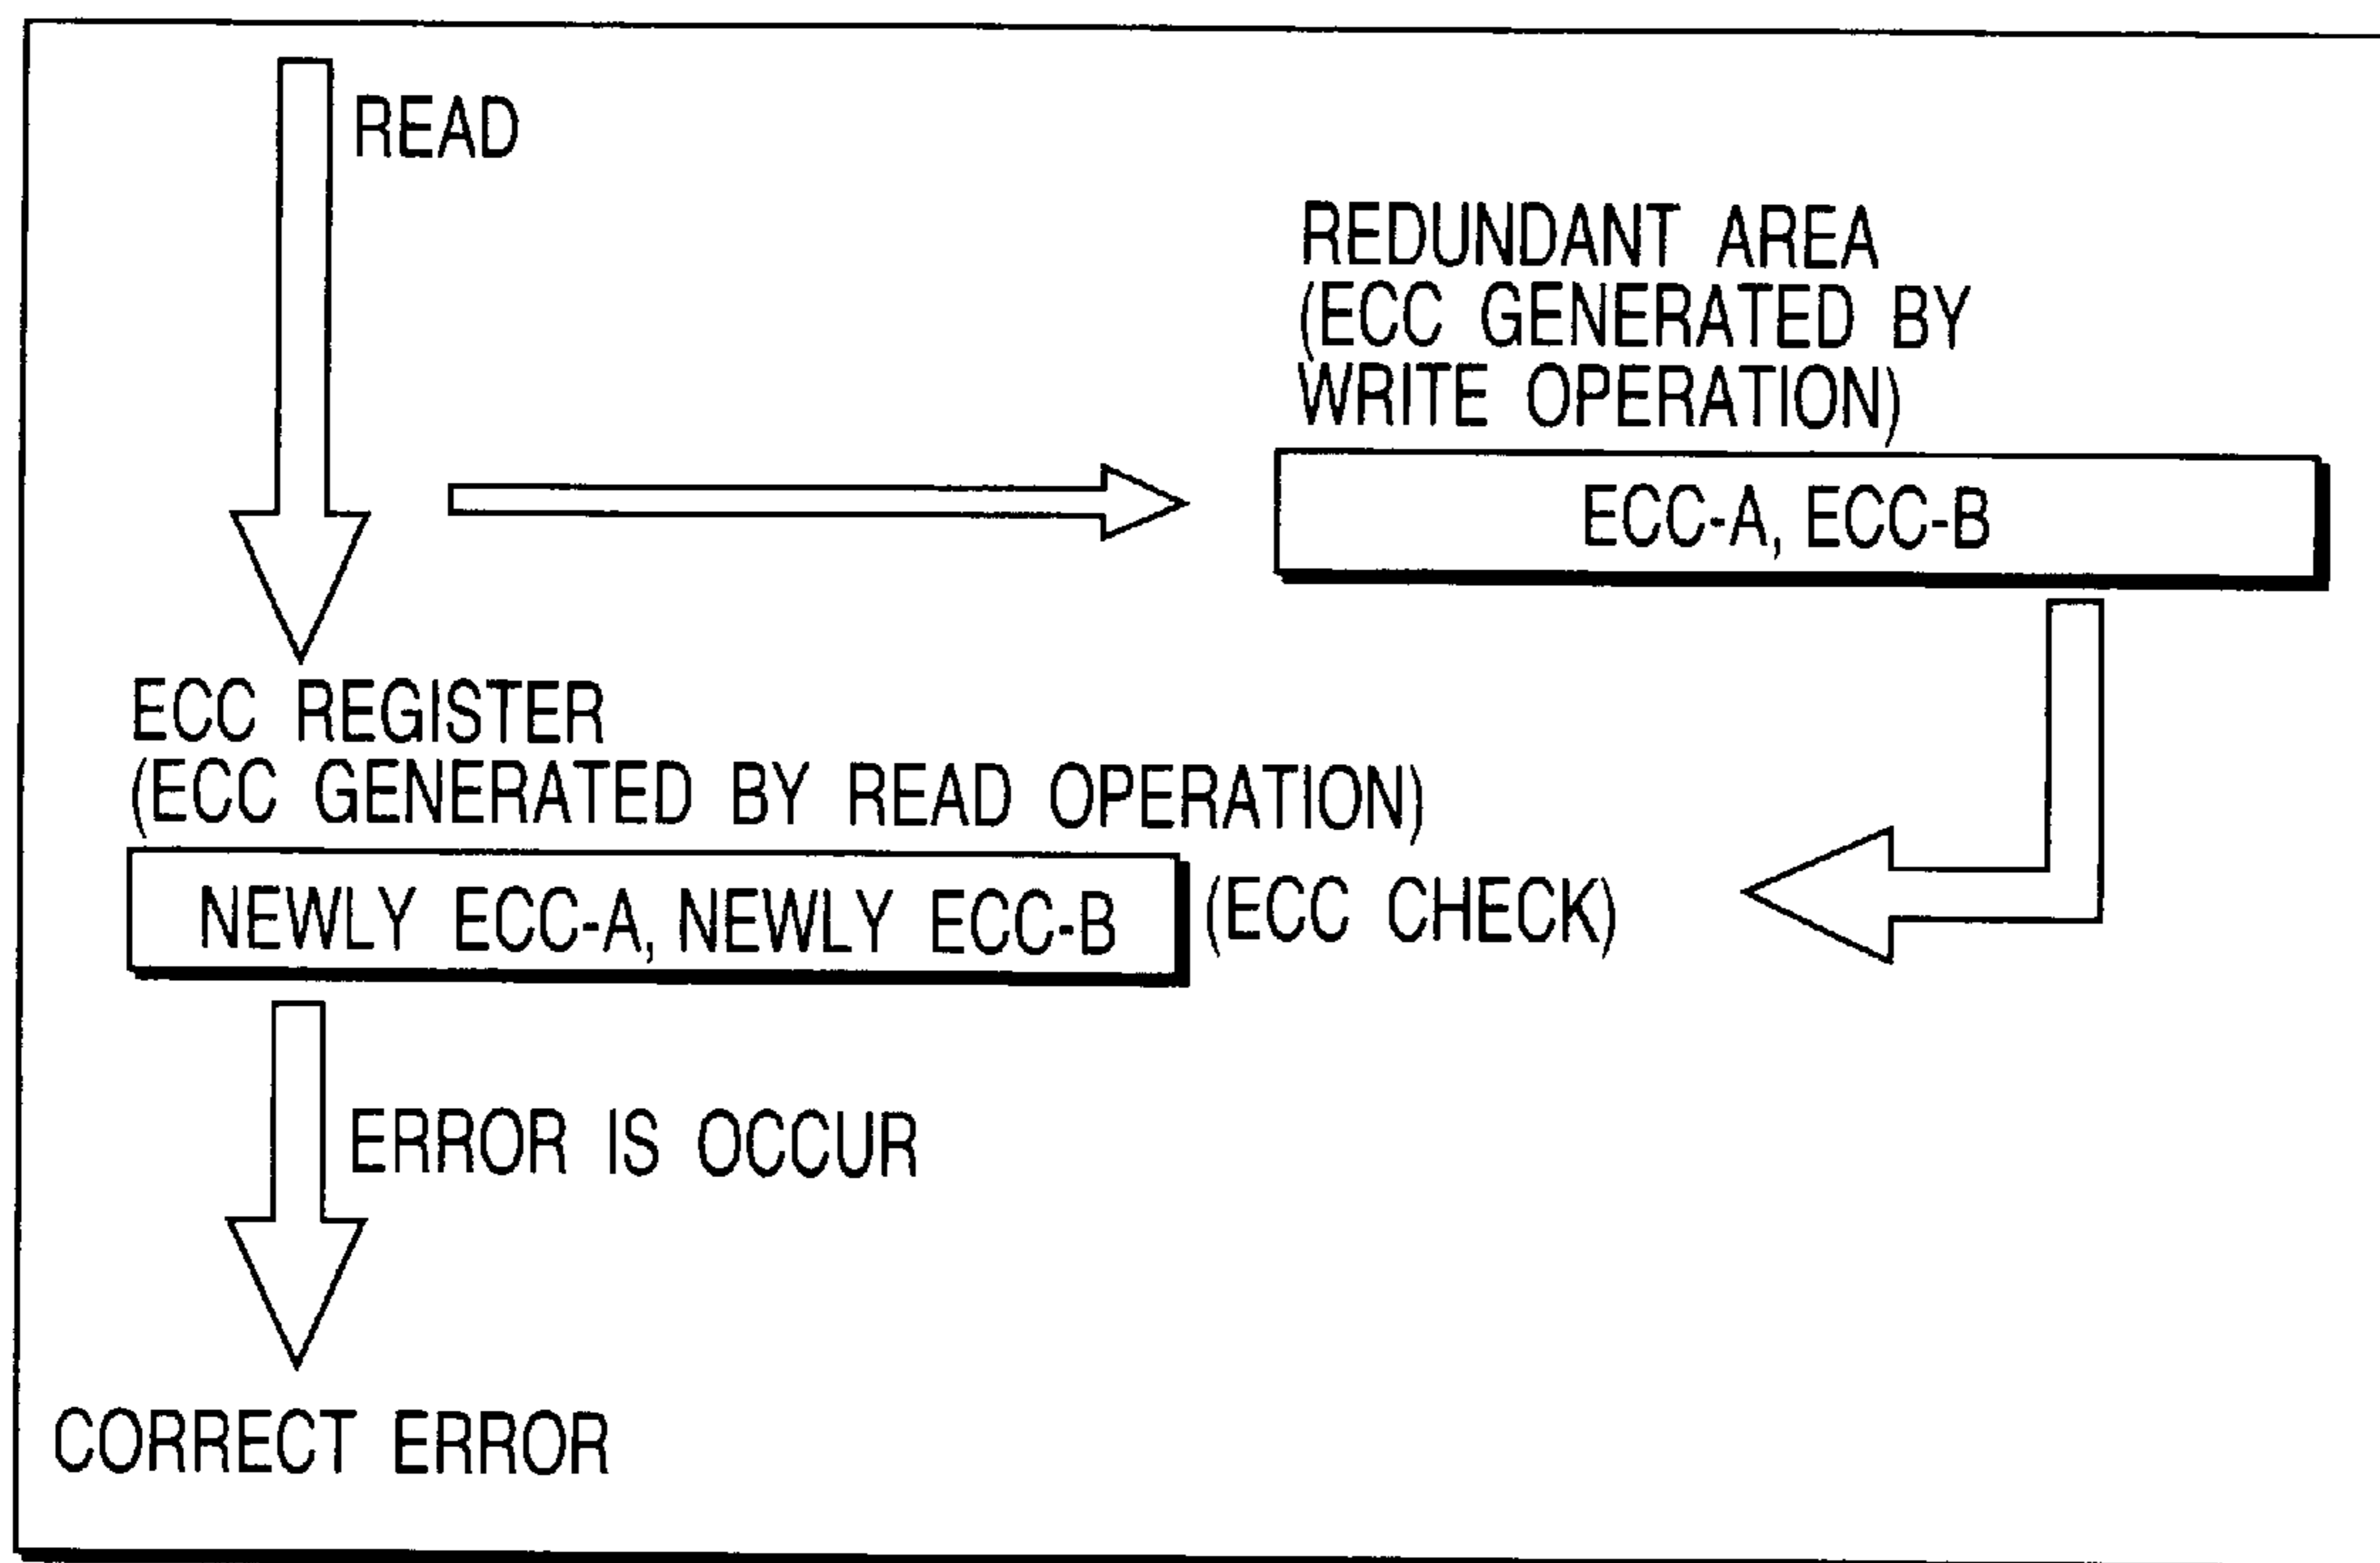 READ
REDUNDANT AREA
(ECC GENERATED BY
WRITE OPERATION)
ECC-A, ECC-B
ECC REGISTER
(ECC GENERATED BY READ OPERATION)
NEWLY ECC-A, NEWLY ECC-B
(ECC CHECK)
ERROR IS OCCUR
CORRECT ERROR